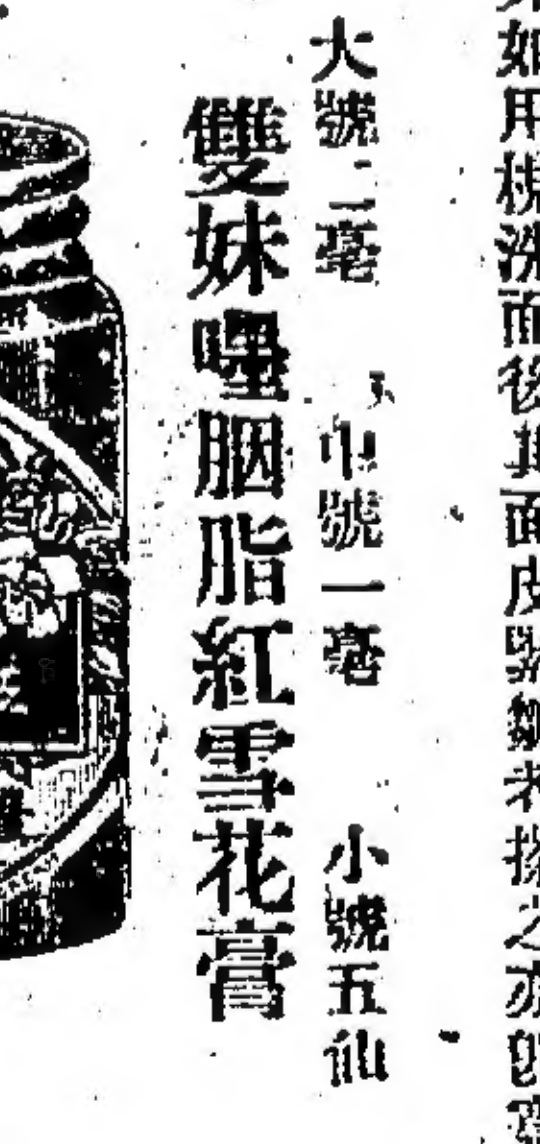 如用梘洗面後其面皮緊皺者搽之亦
大號二毫 中號一毫 小號五仙
雙妹嚜胭脂紅雪花膏